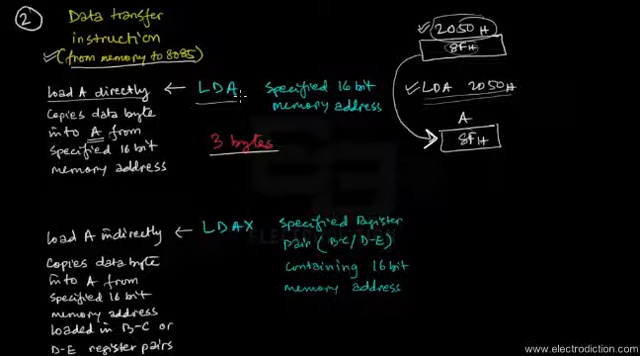 2
Data transfer
instruction
(from memory to 8085)
load A directly ← LDA specified 16 bit
memory address
Copies data byte
into A from
specified 16 bit
memory address
3 bytes
2050 H
8FH
LDA 2050H
A
8FH
load A indirectly ← LDAX specified register
pair (B-C/D-E)
containing 16 bit
memory address
Copies data byte
into A from
specified 16 bit
memory address
loaded in B-C or
D-E register pairs
www.electrodiction.com